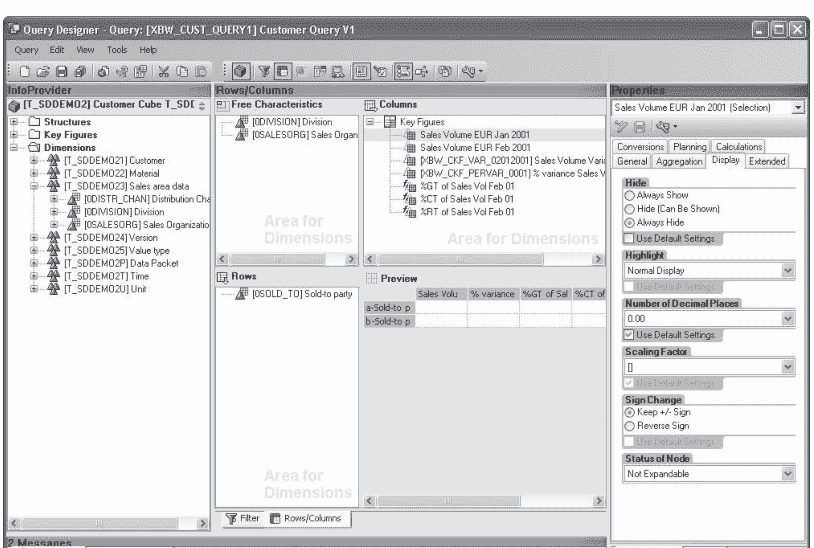 Query Designer - Query: [XBW_CUST_QUERY1] Customer Query V1
Query Edit View Tools Help
InfoProvider
[T_SDDEMO2] Customer Cube T_SDI
Structures
Key Figures
Dimensions
[T_SDDEMO21] Customer
[T_SDDEMO22] Material
[T_SDDEMO23] Sales area data
[0DISTR_CHAN] Distribution Cha
[0DIVISION] Division
[0SALESORG] Sales Organizatio
[T_SDDEMO24] Version
[T_SDDEMO25] Value type
[T_SDDEMO2P] Data Packet
[T_SDDEMO2T] Time
[T_SDDEMO2U] Unit
Rows/Columns
Free Characteristics
[0DIVISION] Division
[0SALESORG] Sales Organ
Area for
Dimensions
Columns
Key Figures
Sales Volume EUR Jan 2001
Sales Volume EUR Feb 2001
[XBW_CKF_VAR_02012001] Sales Volume Varia
[XBW_CKF_PERVAR_0001] % variance Sales V
%GT of Sales Vol Feb 01
%CT of Sales Vol Feb 01
%RT of Sales Vol Feb 01
Area for Dimensions
Rows
[0SOLD_TO] Sold-to party
Area for
Dimensions
Preview
Sales Volu % variance %GT of Sal %CT of
a-Sold-to p
b-Sold-to p
Filter Rows/Columns
Properties
Sales Volume EUR Jan 2001 (Selection)
Conversions Planning Calculations
General Aggregation Display Extended
Hide
Always Show
Hide (Can Be Shown)
Always Hide
Use Default Settings
Highlight
Normal Display
Use Default Settings
Number of Decimal Places
0.00
Use Default Settings
Scaling Factor
[]
Use Default Settings
Sign Change
Keep +/- Sign
Reverse Sign
Use Default Settings
Status of Node
Not Expandable
2 Messages